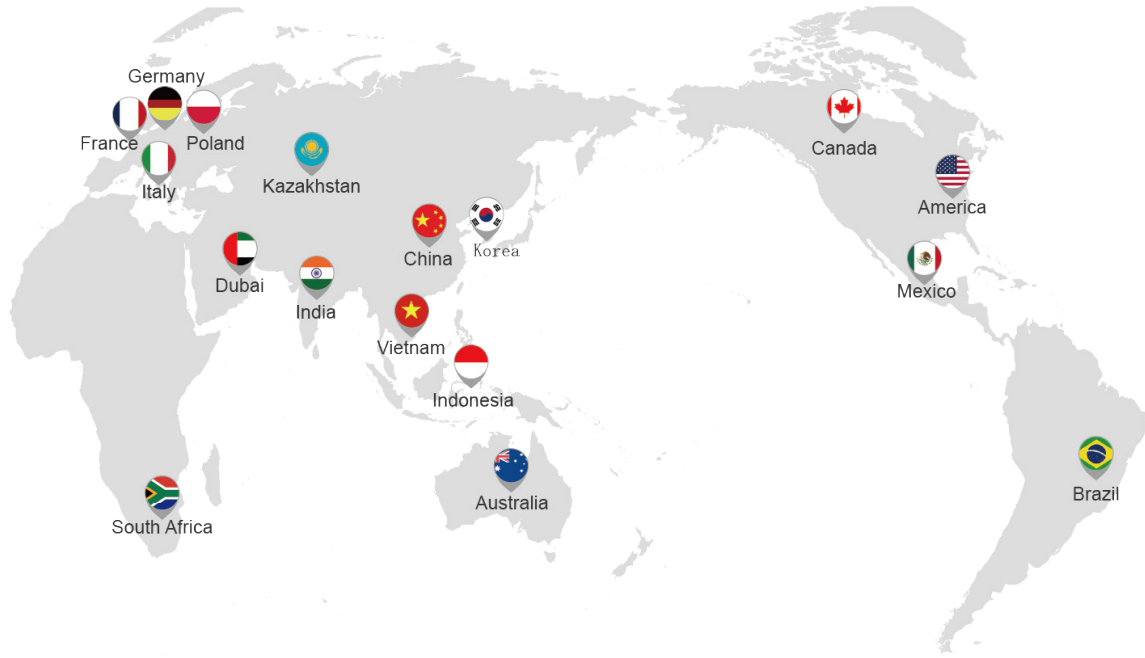 Germany
France
Poland
Italy
Kazakhstan
Canada
America
China
Korea
Dubai
India
Mexico
Vietnam
Indonesia
Australia
Brazil
South Africa